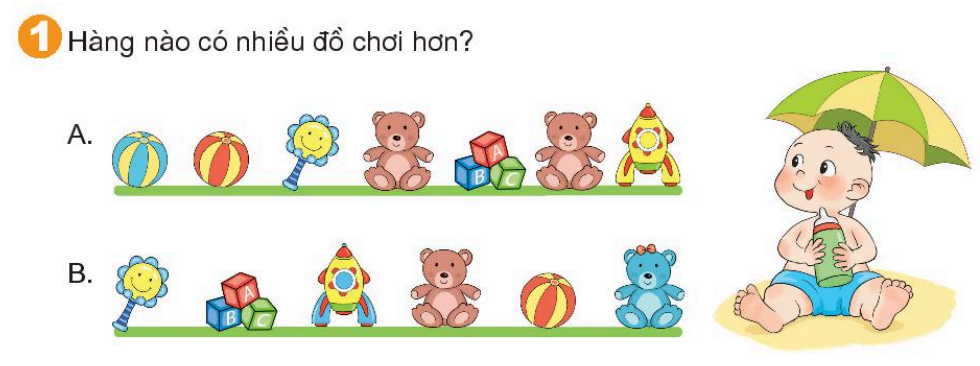 1 Hàng nào có nhiều đồ chơi hơn?
A.
A
B C
B.
A
B C